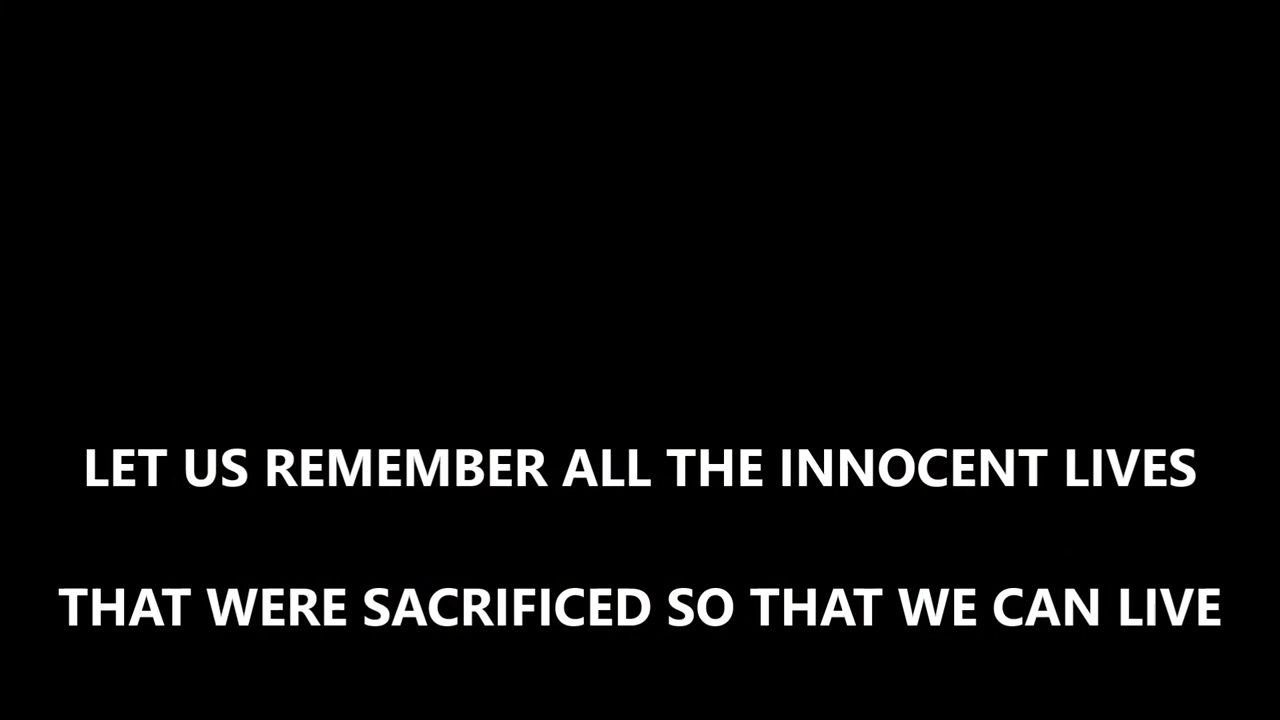 LET US REMEMBER ALL THE INNOCENT LIVES
THAT WERE SACRIFICED SO THAT WE CAN LIVE